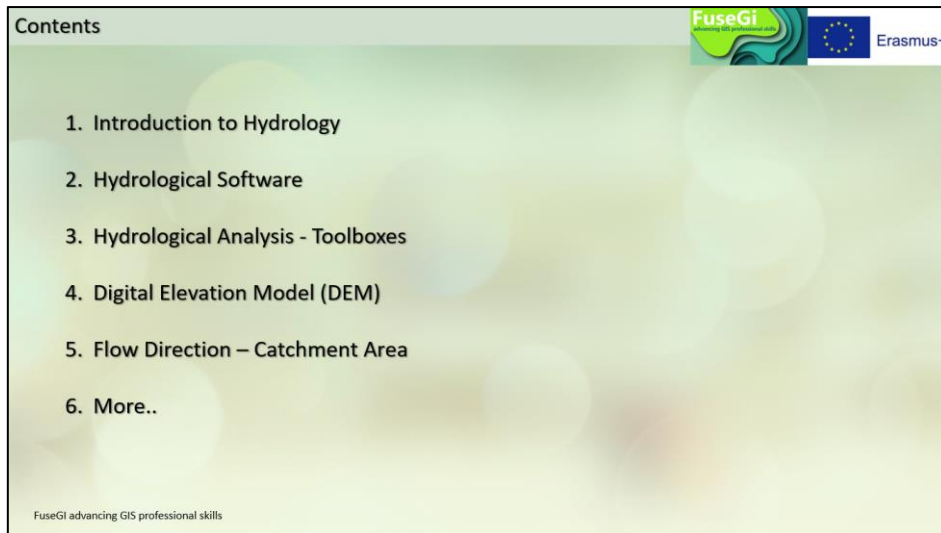 Contents
FuseGi
advancing GIS professional skills
Erasmus+
1. Introduction to Hydrology
2. Hydrological Software
3. Hydrological Analysis - Toolboxes
4. Digital Elevation Model (DEM)
5. Flow Direction – Catchment Area
6. More..
FuseGI advancing GIS professional skills